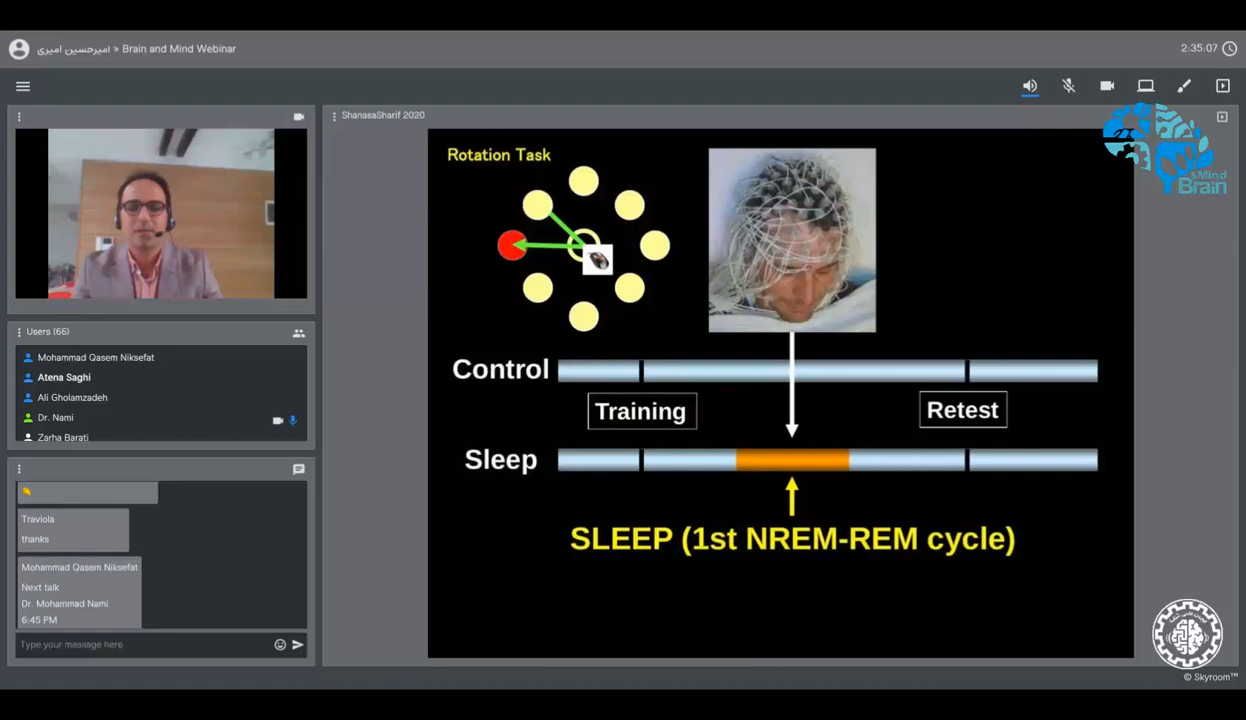 امیرحسین امیری » Brain and Mind Webinar
2:35:07
Users (66)
Mohammad Qasem Niksefat
Atena Saghi
Ali Gholamzadeh
Dr. Nami
Zarha Barati
Traviola
thanks
Mohammad Qasem Niksefat
Next talk
Dr. Mohammad Nami
6:45 PM
Type your message here
ShanasaSharif 2020
Rotation Task
Control
Training
Retest
Sleep
SLEEP (1st NREM-REM cycle)
&Mind
Brain
© Skyroom™